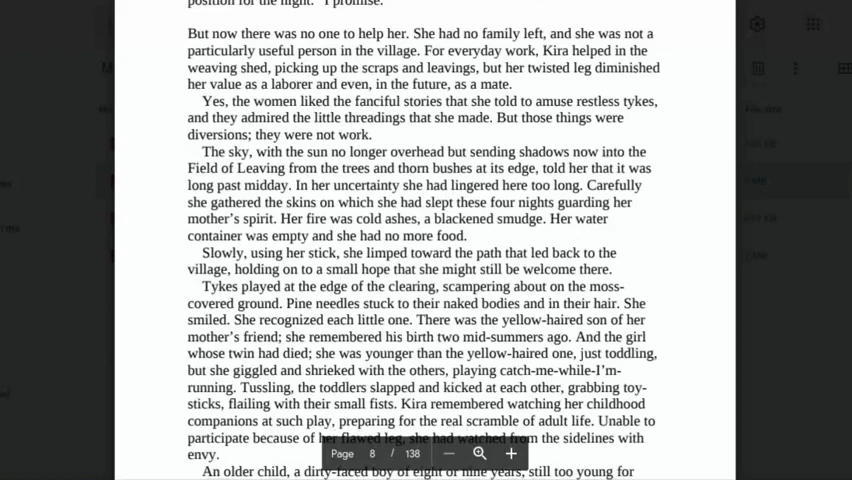 position for the night. "I promise."
But now there was no one to help her. She had no family left, and she was not a
particularly useful person in the village. For everyday work, Kira helped in the
weaving shed, picking up the scraps and leavings, but her twisted leg diminished
her value as a laborer and even, in the future, as a mate.
Yes, the women liked the fanciful stories that she told to amuse restless tykes,
and they admired the little threadings that she made. But those things were
diversions; they were not work.
The sky, with the sun no longer overhead but sending shadows now into the
Field of Leaving from the trees and thorn bushes at its edge, told her that it was
long past midday. In her uncertainty she had lingered here too long. Carefully
she gathered the skins on which she had slept these four nights guarding her
mother's spirit. Her fire was cold ashes, a blackened smudge. Her water
container was empty and she had no more food.
Slowly, using her stick, she limped toward the path that led back to the
village, holding on to a small hope that she might still be welcome there.
Tykes played at the edge of the clearing, scampering about on the moss-
covered ground. Pine needles stuck to their naked bodies and in their hair. She
smiled. She recognized each little one. There was the yellow-haired son of her
mother's friend; she remembered his birth two mid-summers ago. And the girl
whose twin had died; she was younger than the yellow-haired one, just toddling,
but she giggled and shrieked with the others, playing catch-me-while-I'm-
running. Tussling, the toddlers slapped and kicked at each other, grabbing toy-
sticks, flailing with their small fists. Kira remembered watching her childhood
companions at such play, preparing for the real scramble of adult life. Unable to
participate because of her flawed leg, she had watched from the sidelines with
envy.
An older child, a dirty-faced boy of eight or nine years, still too young for
Page 8 / 138